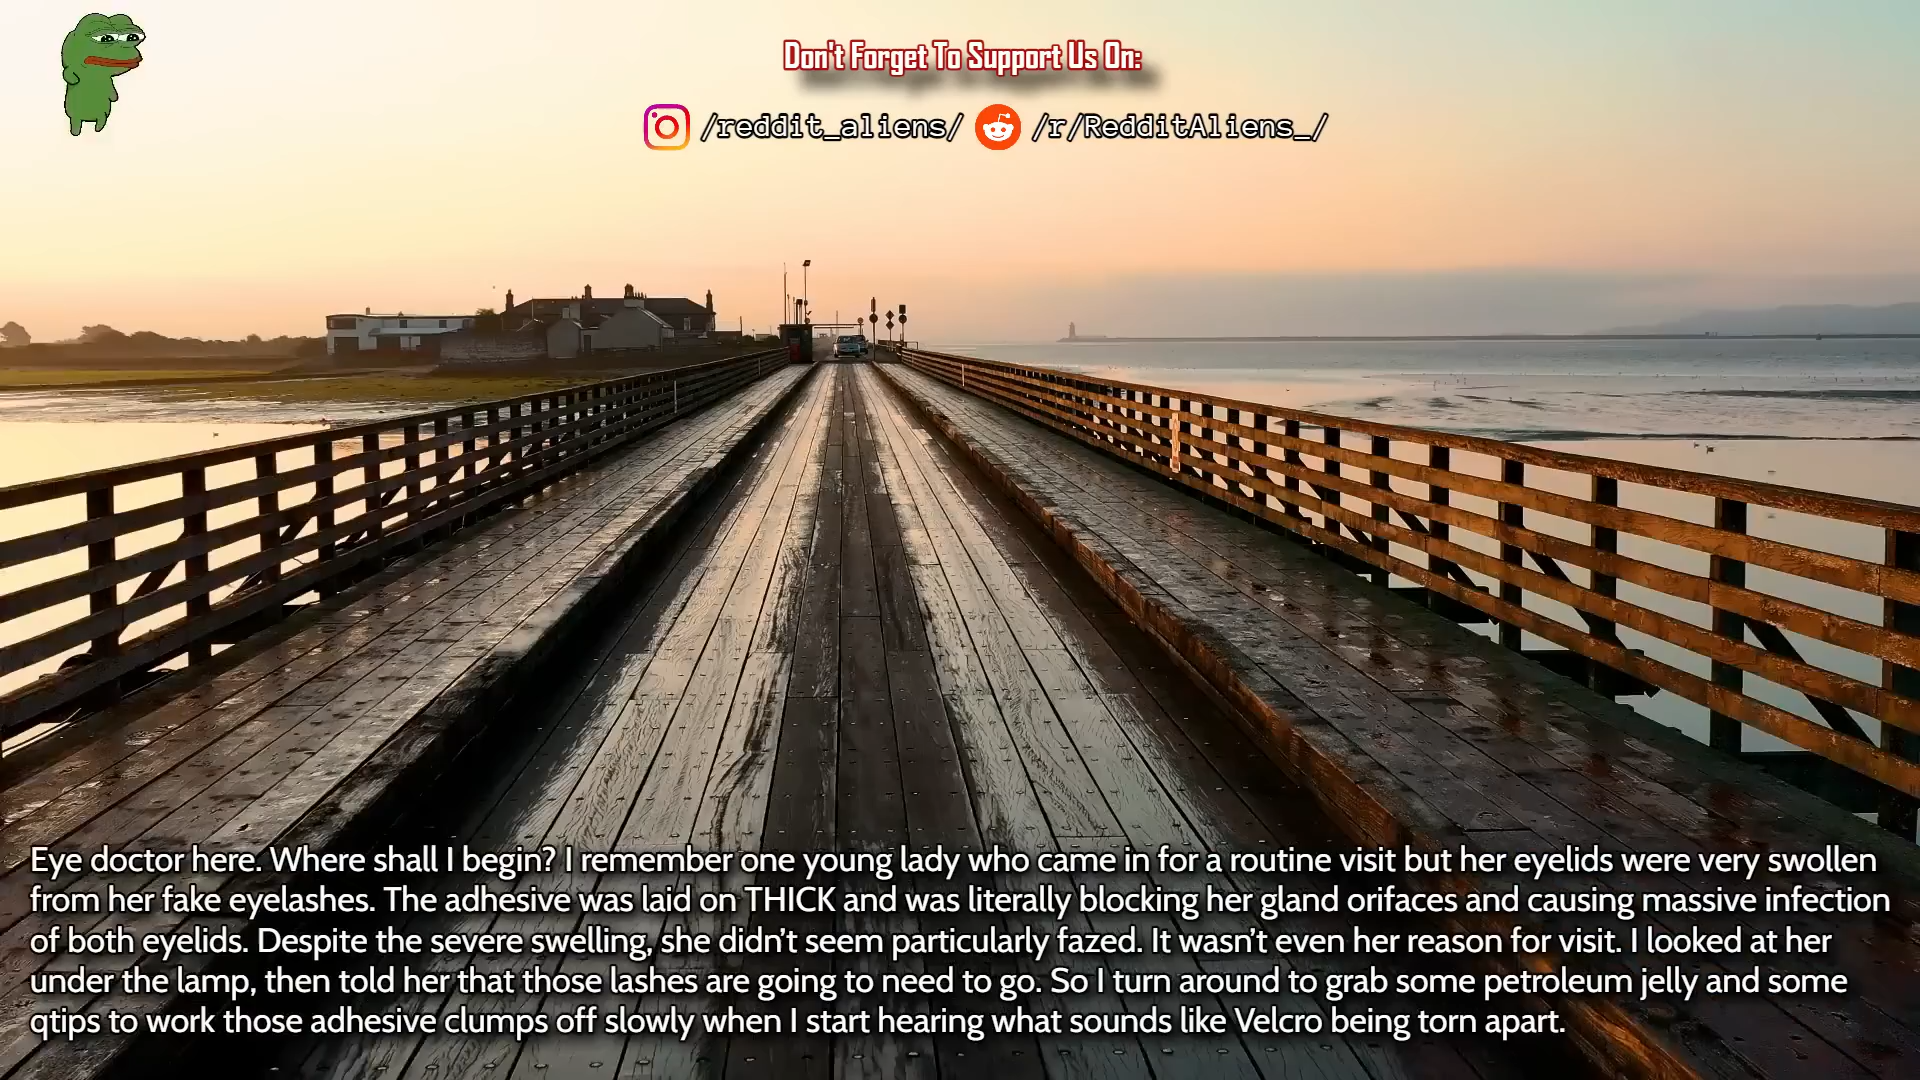 Don't Forget To Support Us On:
/reddit_aliens/ /r/RedditAliens_/
Eye doctor here. Where shall I begin? I remember one young lady who came in for a routine visit but her eyelids were very swollen
from her fake eyelashes. The adhesive was laid on THICK and was literally blocking her gland orifaces and causing massive infection
of both eyelids. Despite the severe swelling, she didn't seem particularly fazed. It wasn't even her reason for visit. I looked at her
under the lamp, then told her that those lashes are going to need to go. So I turn around to grab some petroleum jelly and some
qtips to work those adhesive clumps off slowly when I start hearing what sounds like Velcro being torn apart.